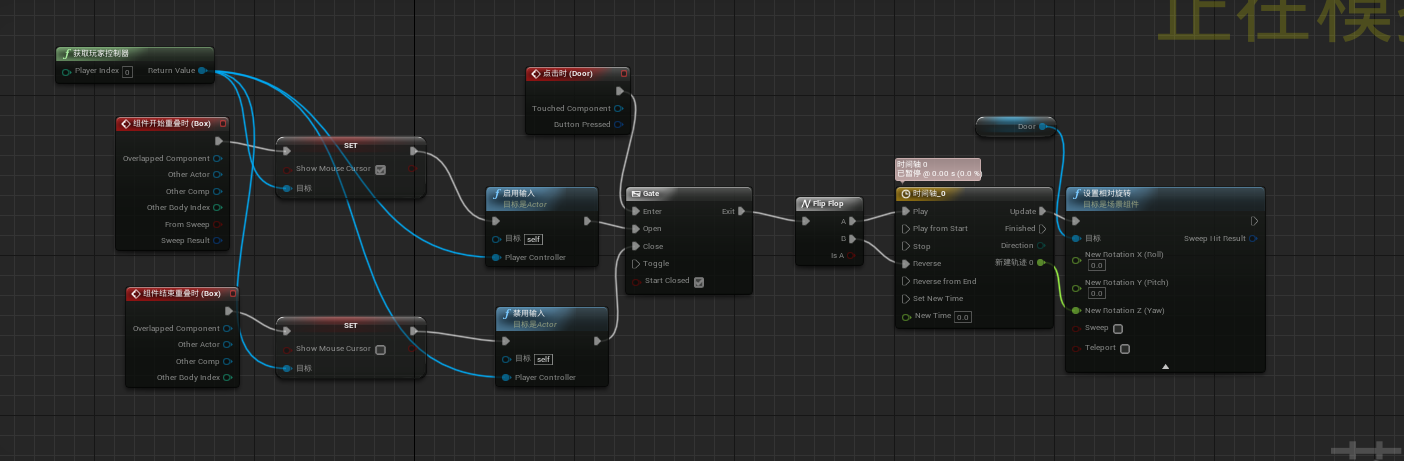 正在模
获取玩家控制器
Player Index 0 Return Value
点击时 (Door)
Touched Component
Button Pressed
组件开始重叠时 (Box)
Overlapped Component
Other Actor
Other Comp
Other Body Index
From Sweep
Sweep Result
SET
Show Mouse Cursor
目标
Door
时间轴 0
已暂停 @ 0.00 s (0.0 %)
启用输入
目标是Actor
目标 self
Player Controller
Gate
Enter Exit
Open
Close
Toggle
Start Closed
Flip Flop
A
B
Is A
时间轴_0
Play Update
Play from Start Finished
Stop Direction
Reverse 新建轨迹 0
Reverse from End
Set New Time
New Time 0.0
设置相对旋转
目标是场景组件
目标 Sweep Hit Result
New Rotation X (Roll)
0.0
New Rotation Y (Pitch)
0.0
New Rotation Z (Yaw)
Sweep
Teleport
组件结束重叠时 (Box)
Overlapped Component
Other Actor
Other Comp
Other Body Index
SET
Show Mouse Cursor
目标
禁用输入
目标是Actor
目标 self
Player Controller